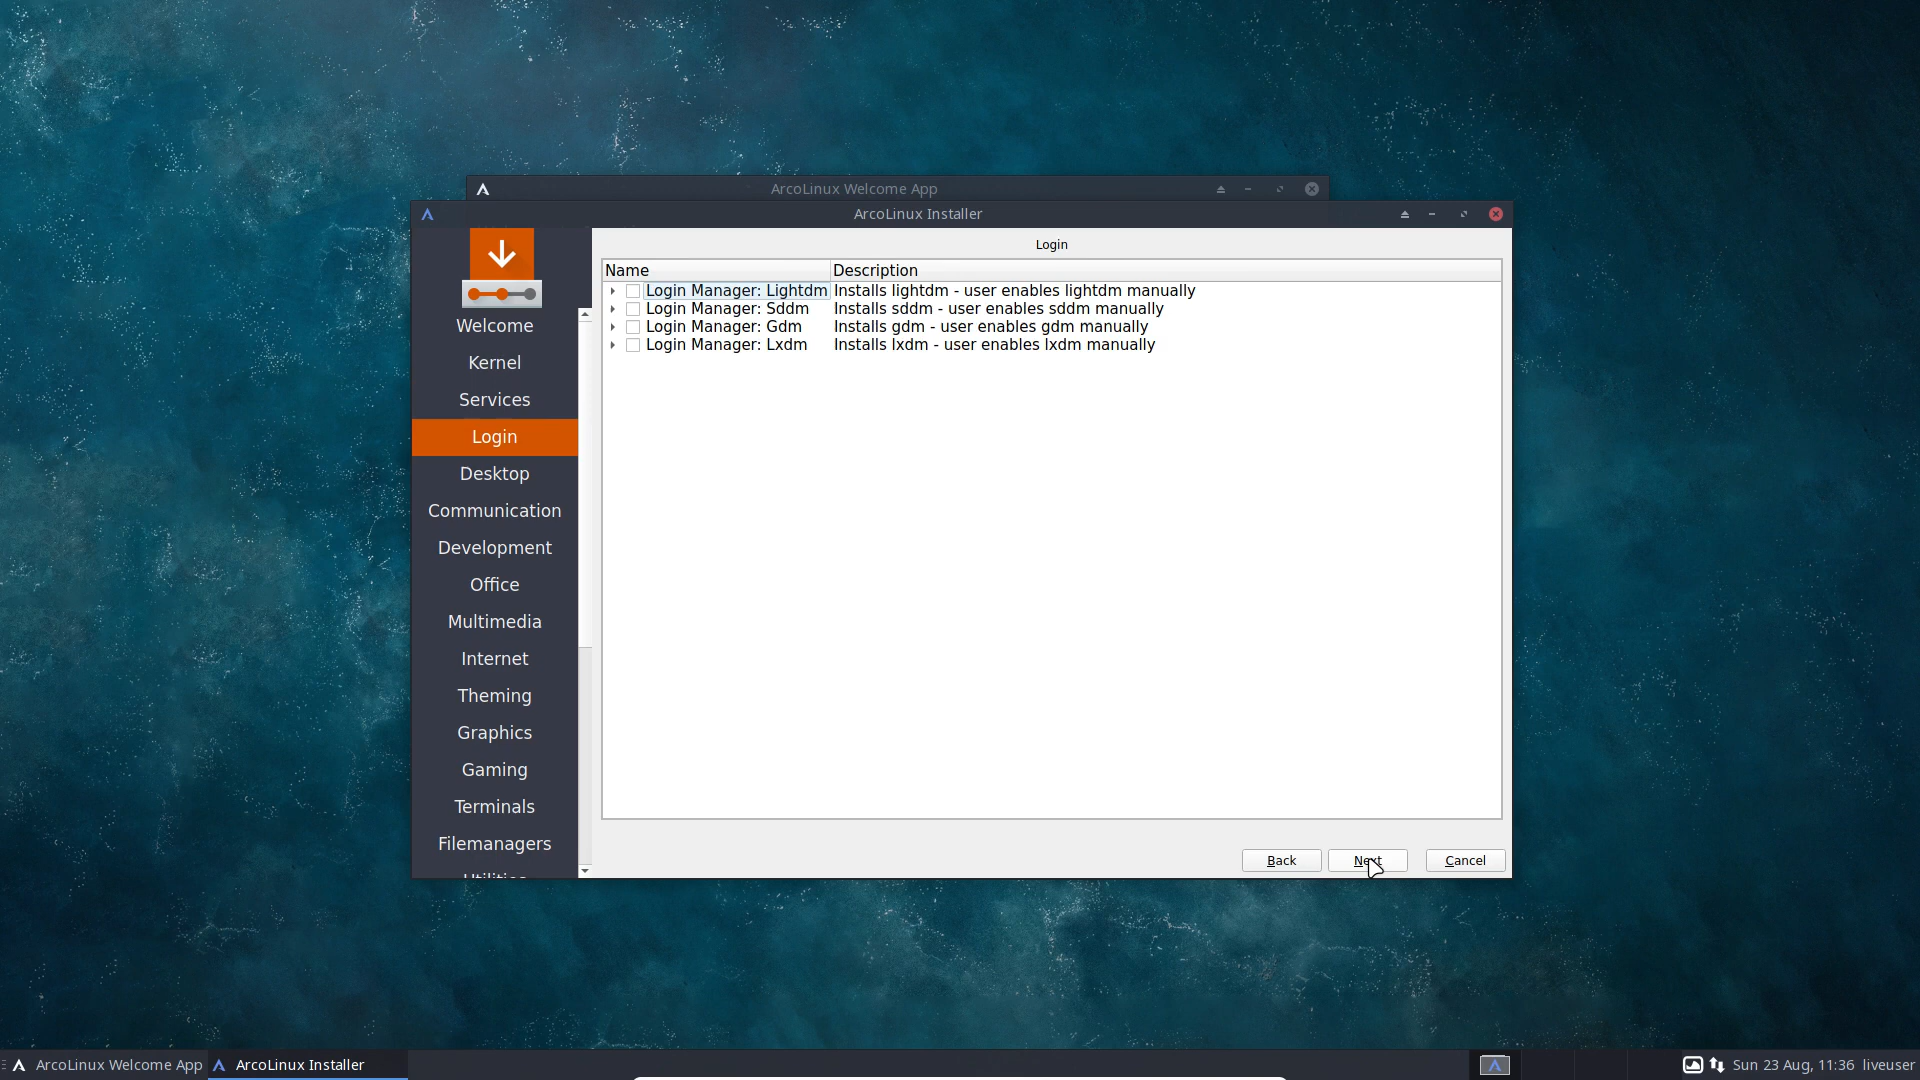 ArcoLinux Welcome App
ArcoLinux Installer
Login
Name Description
Login Manager: Lightdm Installs lightdm - user enables lightdm manually
Login Manager: Sddm Installs sddm - user enables sddm manually
Login Manager: Gdm Installs gdm - user enables gdm manually
Login Manager: Lxdm Installs lxdm - user enables lxdm manually
Welcome
Kernel
Services
Login
Desktop
Communication
Development
Office
Multimedia
Internet
Theming
Graphics
Gaming
Terminals
Filemanagers
Utilities
Back Next Cancel
ArcoLinux Welcome App ArcoLinux Installer Sun 23 Aug, 11:36 liveuser